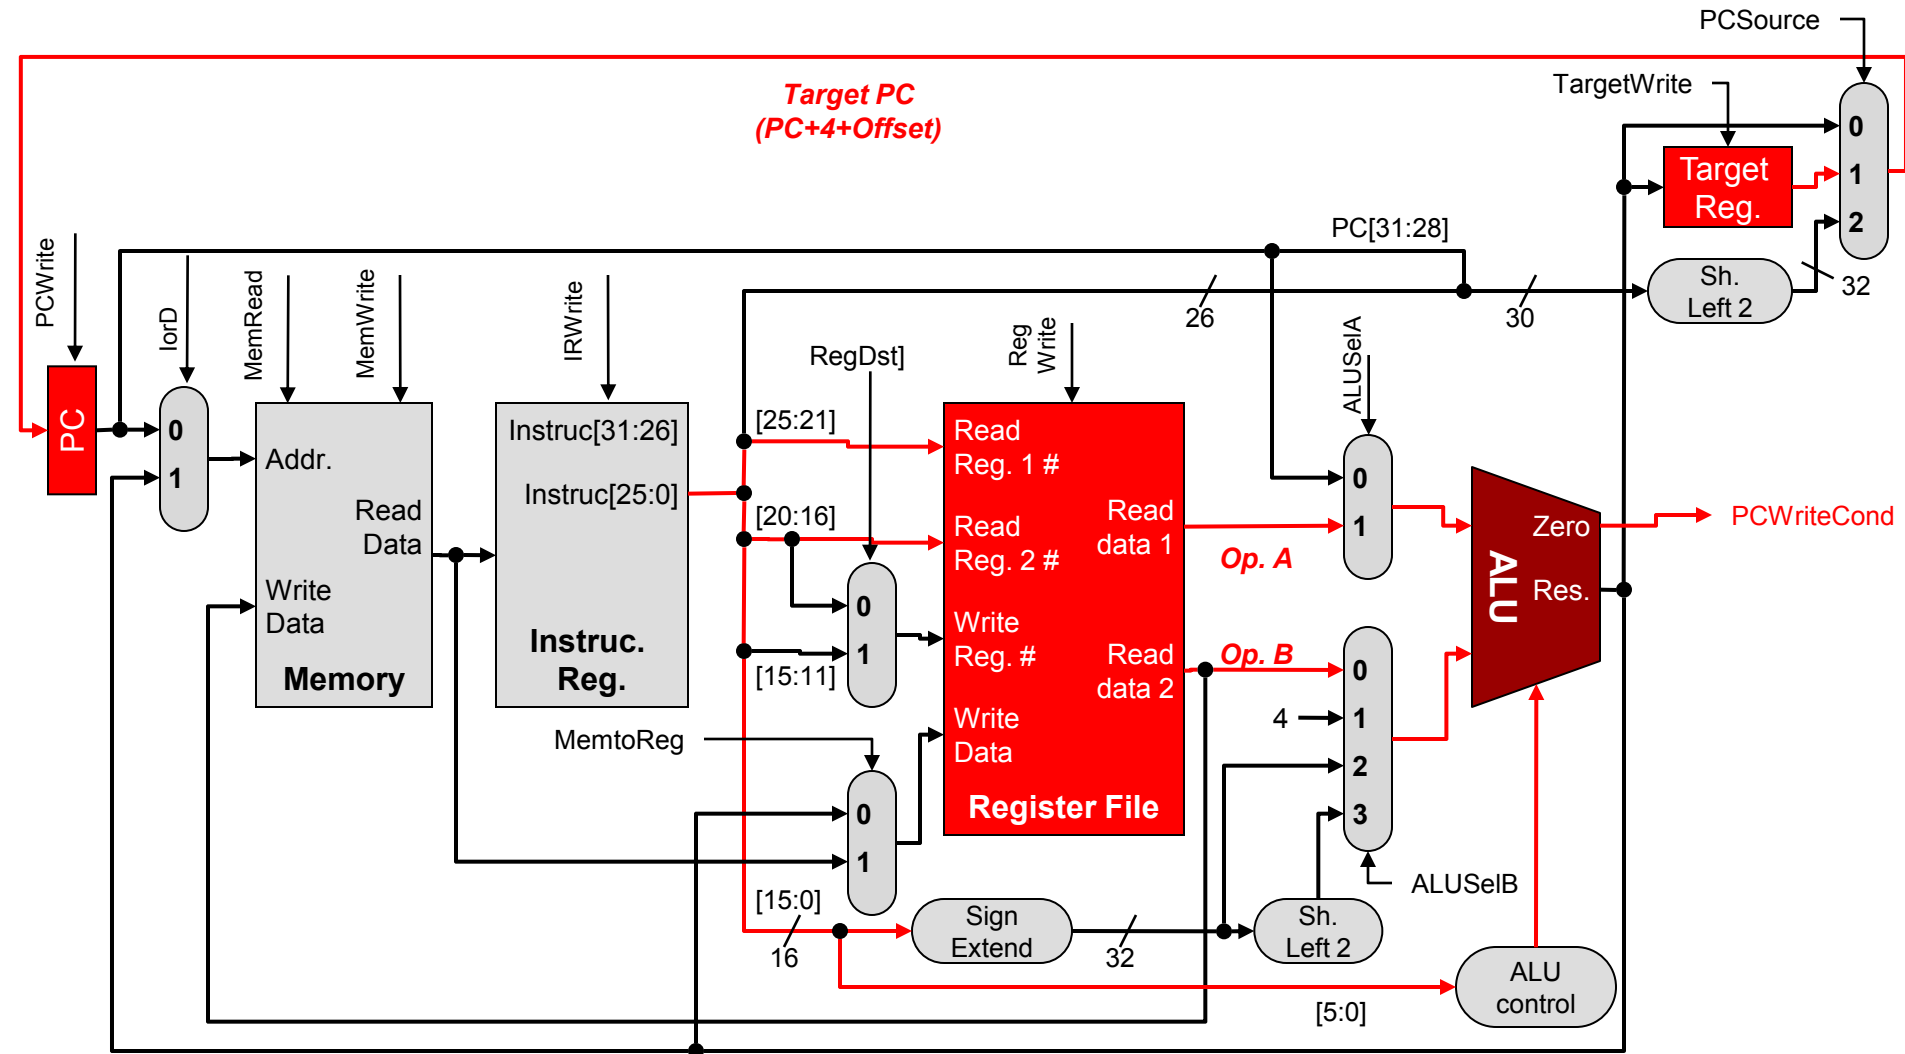 PCSource
TargetWrite
Target PC
(PC+4+Offset)
0
1
2
Target
Reg.
PC[31:28]
Sh.
Left 2
32
26
30
PCWrite
IorD
MemRead
MemWrite
IRWrite
RegDst]
Reg
Write
ALUSelA
PC
0
1
Addr.
Read
Data
Write
Data
Memory
Instruc[31:26]
Instruc[25:0]
Instruc.
Reg.
[25:21]
[20:16]
[15:11]
0
1
Read
Reg. 1 #
Read
Reg. 2 #
Write
Reg. #
Write
Data
Read
data 1
Read
data 2
Register File
Op. A
Op. B
0
1
4
0
1
2
3
ALU
Zero
Res.
PCWriteCond
MemtoReg
0
1
ALUSelB
[15:0]
16
Sign
Extend
32
Sh.
Left 2
ALU
control
[5:0]